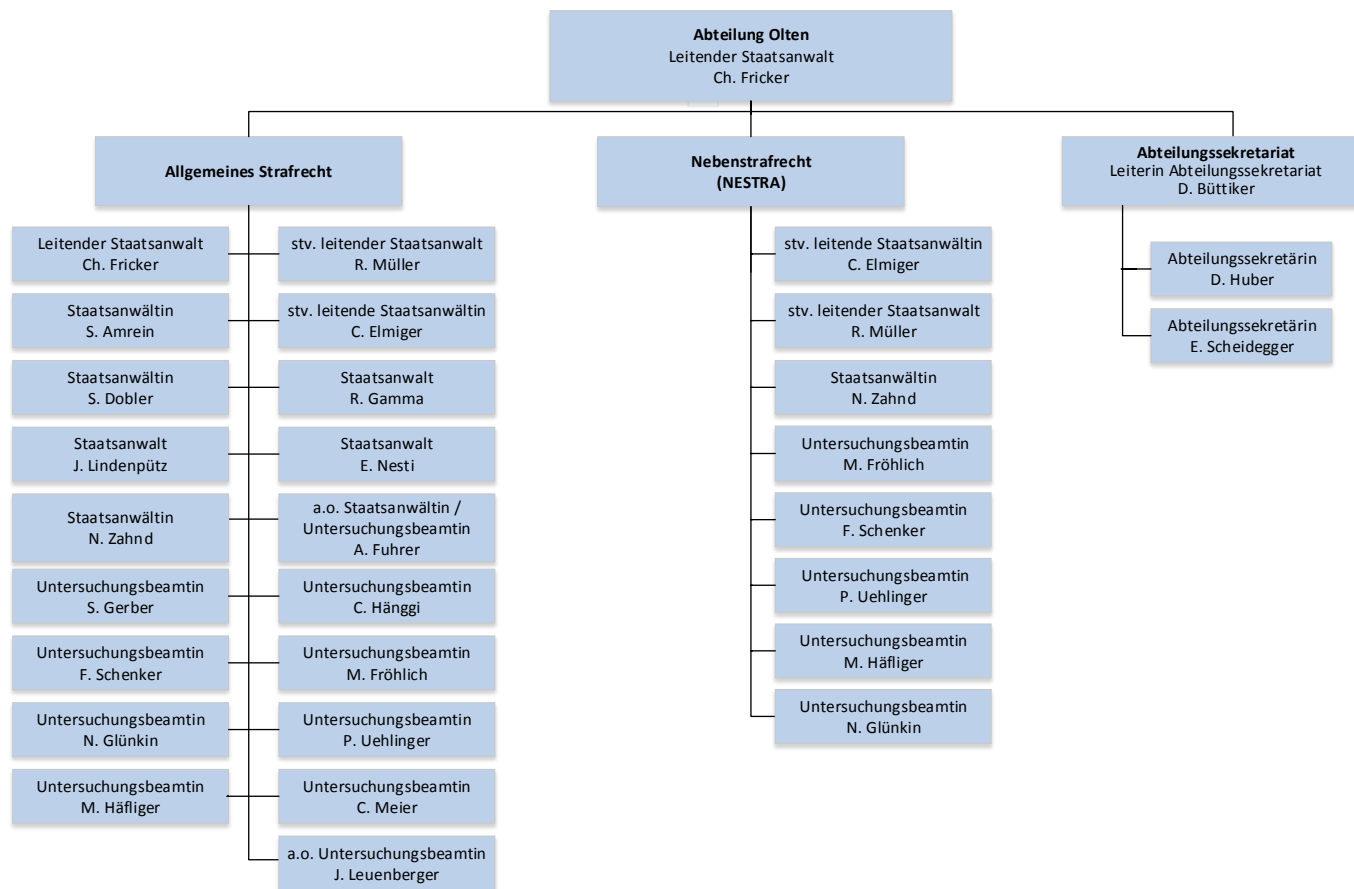 Abteilung Olten
Leitender Staatsanwalt
Ch. Fricker
Allgemeines Strafrecht
Leitender Staatsanwalt
Ch. Fricker
stv. leitender Staatsanwalt
R. Müller
Staatsanwältin
S. Amrein
stv. leitende Staatsanwältin
C. Elmiger
Staatsanwältin
S. Dobler
Staatsanwalt
R. Gamma
Staatsanwalt
J. Lindenpütz
Staatsanwalt
E. Nesti
Staatsanwältin
N. Zahnd
a.o. Staatsanwältin /
Untersuchungsbeamtin
A. Fuhrer
Untersuchungsbeamtin
S. Gerber
Untersuchungsbeamtin
C. Hänggi
Untersuchungsbeamtin
F. Schenker
Untersuchungsbeamtin
M. Fröhlich
Untersuchungsbeamtin
N. Glünkin
Untersuchungsbeamtin
P. Uehlinger
Untersuchungsbeamtin
M. Häfliger
Untersuchungsbeamtin
C. Meier
a.o. Untersuchungsbeamtin
J. Leuenberger
Nebenstrafrecht
(NESTRA)
stv. leitende Staatsanwältin
C. Elmiger
stv. leitender Staatsanwalt
R. Müller
Staatsanwältin
N. Zahnd
Untersuchungsbeamtin
M. Fröhlich
Untersuchungsbeamtin
F. Schenker
Untersuchungsbeamtin
P. Uehlinger
Untersuchungsbeamtin
M. Häfliger
Untersuchungsbeamtin
N. Glünkin
Abteilungssekretariat
Leiterin Abteilungssekretariat
D. Büttiker
Abteilungssekretärin
D. Huber
Abteilungssekretärin
E. Scheidegger